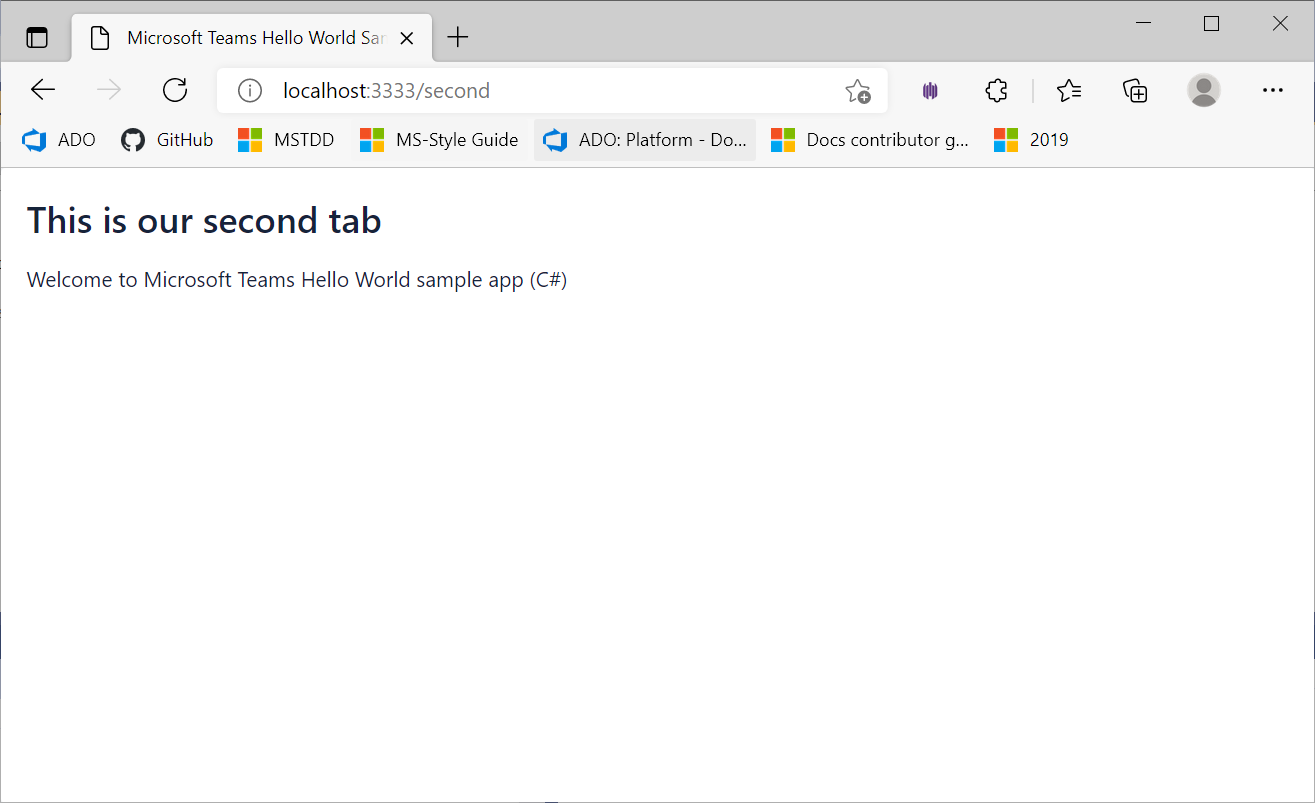 Microsoft Teams Hello World Sar
localhost:3333/second
ADO GitHub MSTDD MS-Style Guide ADO: Platform - Do... Docs contributor g... 2019
This is our second tab
Welcome to Microsoft Teams Hello World sample app (C#)